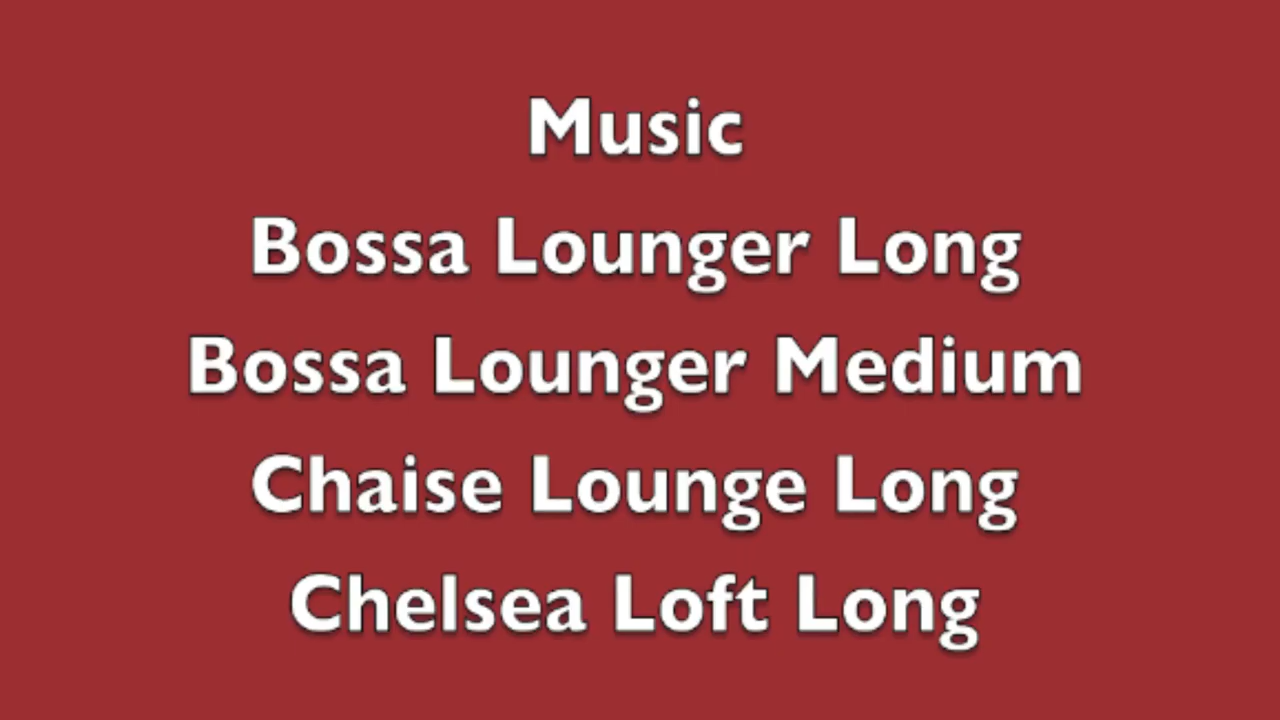 Music
Bossa Lounger Long
Bossa Lounger Medium
Chaise Lounge Long
Chelsea Loft Long